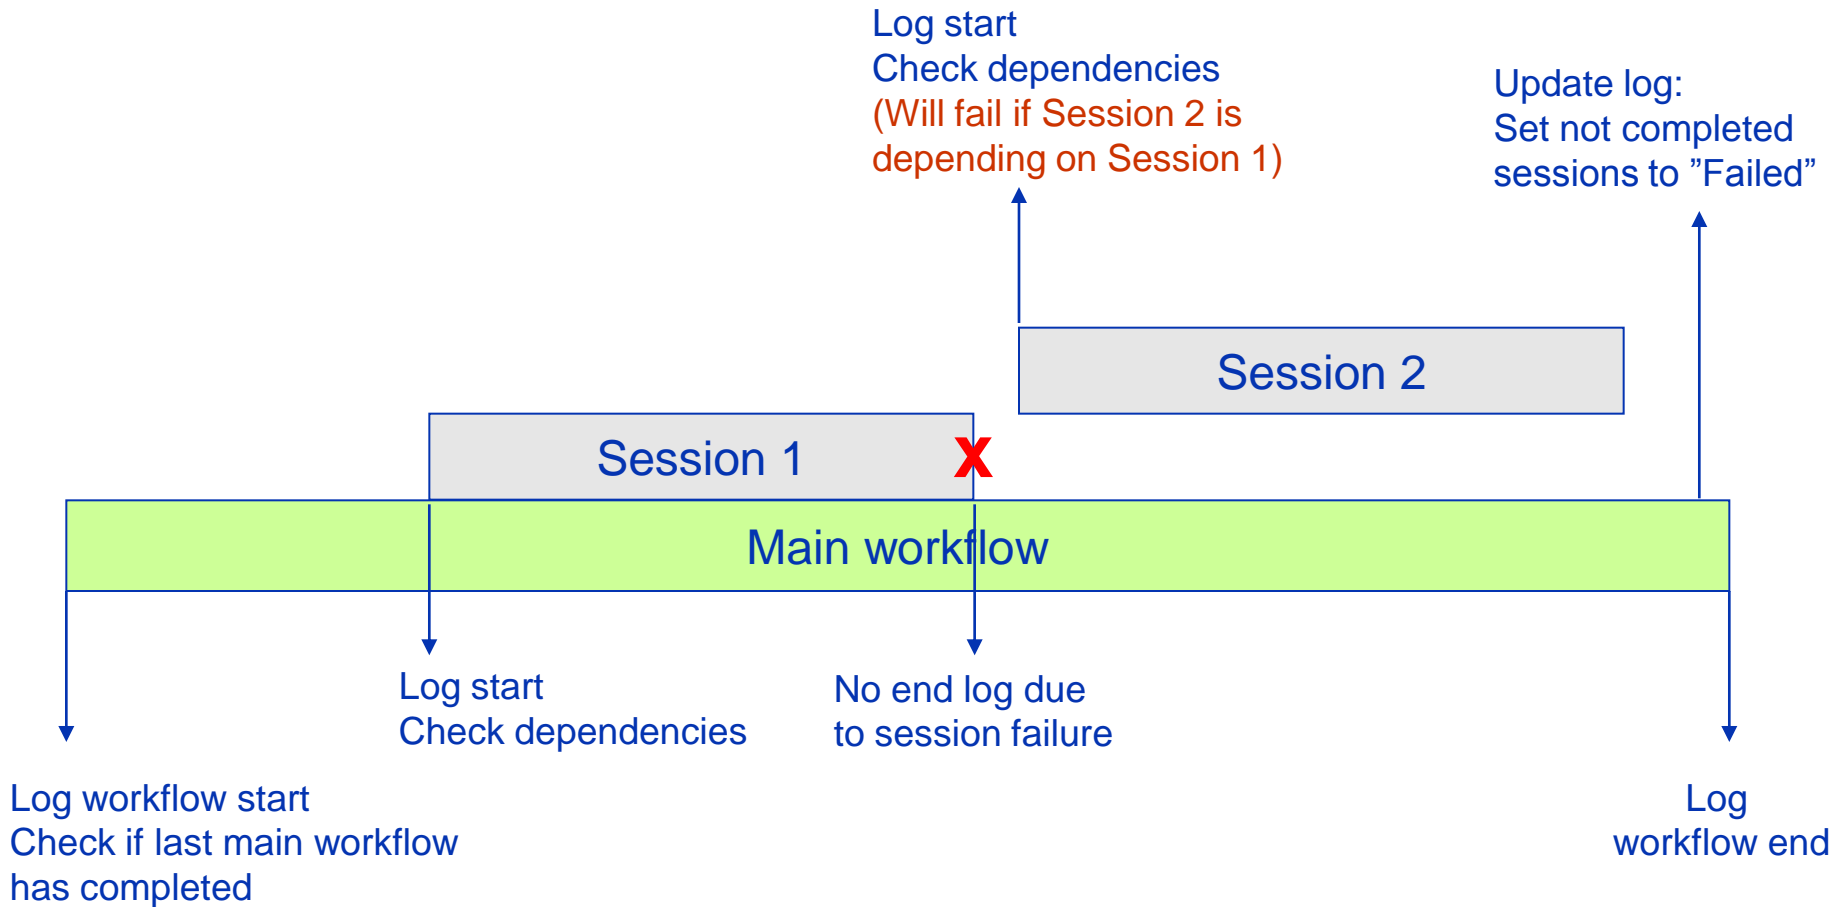 Log start
Check dependencies
(Will fail if Session 2 is
depending on Session 1)
Update log:
Set not completed
sessions to ”Failed”
Session 2
Session 1
X
Main workflow
Log start
Check dependencies
No end log due
to session failure
Log workflow start
Check if last main workflow
has completed
Log
workflow end